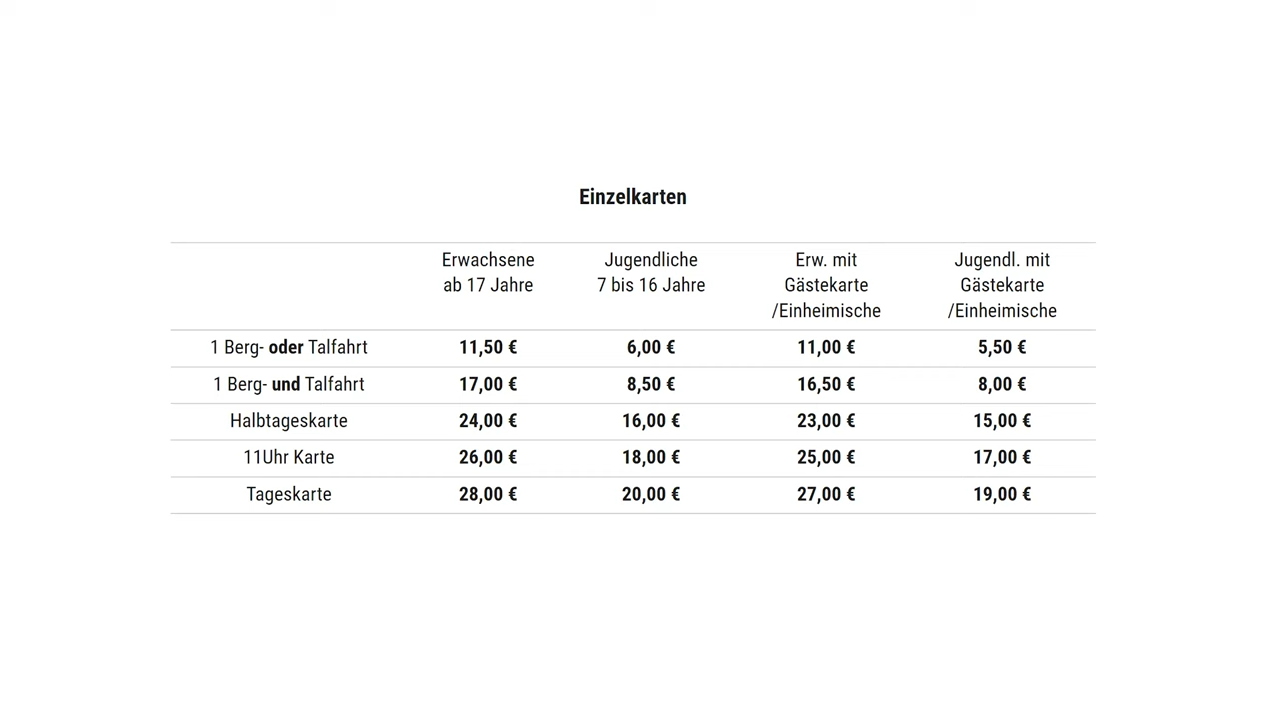 Einzelkarten
Erwachsene Jugendliche Erw. mit Jugendl. mit
ab 17 Jahre 7 bis 16 Jahre Gästekarte Gästekarte
/Einheimische /Einheimische
1 Berg- oder Talfahrt 11,50 € 6,00 € 11,00 € 5,50 €
1 Berg- und Talfahrt 17,00 € 8,50 € 16,50 € 8,00 €
Halbtageskarte 24,00 € 16,00 € 23,00 € 15,00 €
11Uhr Karte 26,00 € 18,00 € 25,00 € 17,00 €
Tageskarte 28,00 € 20,00 € 27,00 € 19,00 €